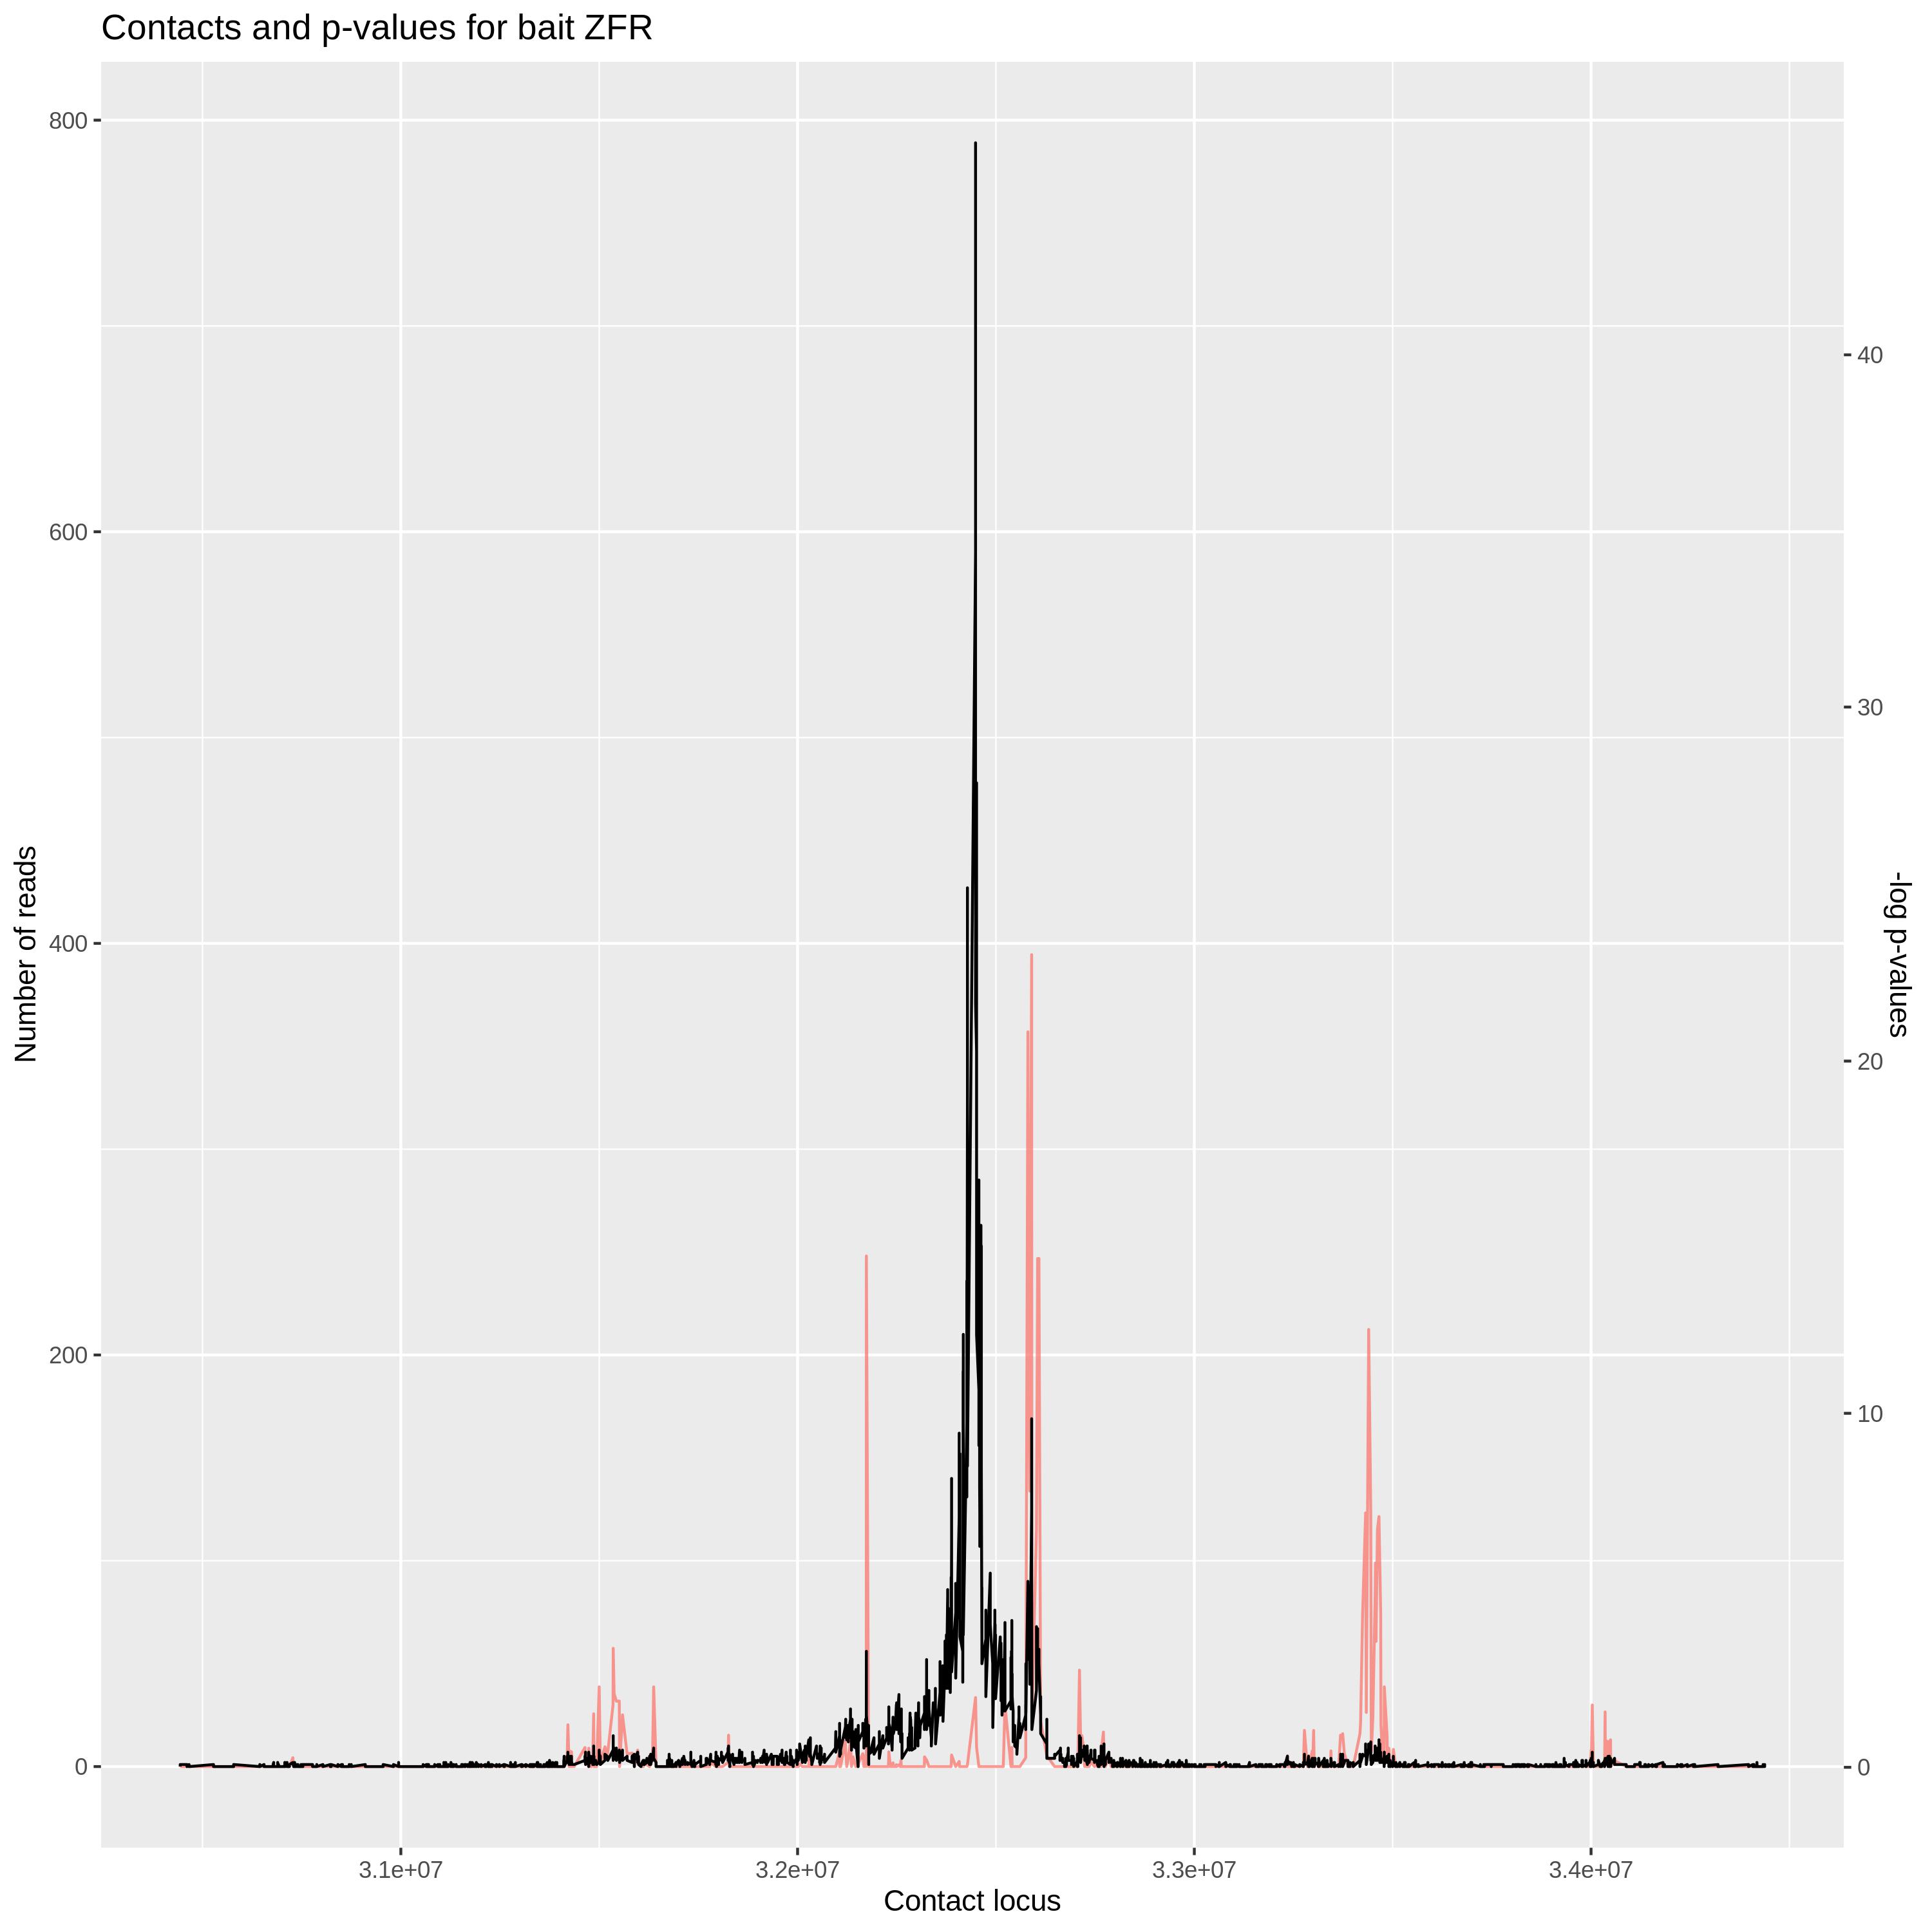 Contacts and p-values for bait ZFR
800
600
400
200
0
Number of reads
40
30
20
10
0
-log p-values
3.1e+07
3.2e+07
3.3e+07
3.4e+07
Contact locus